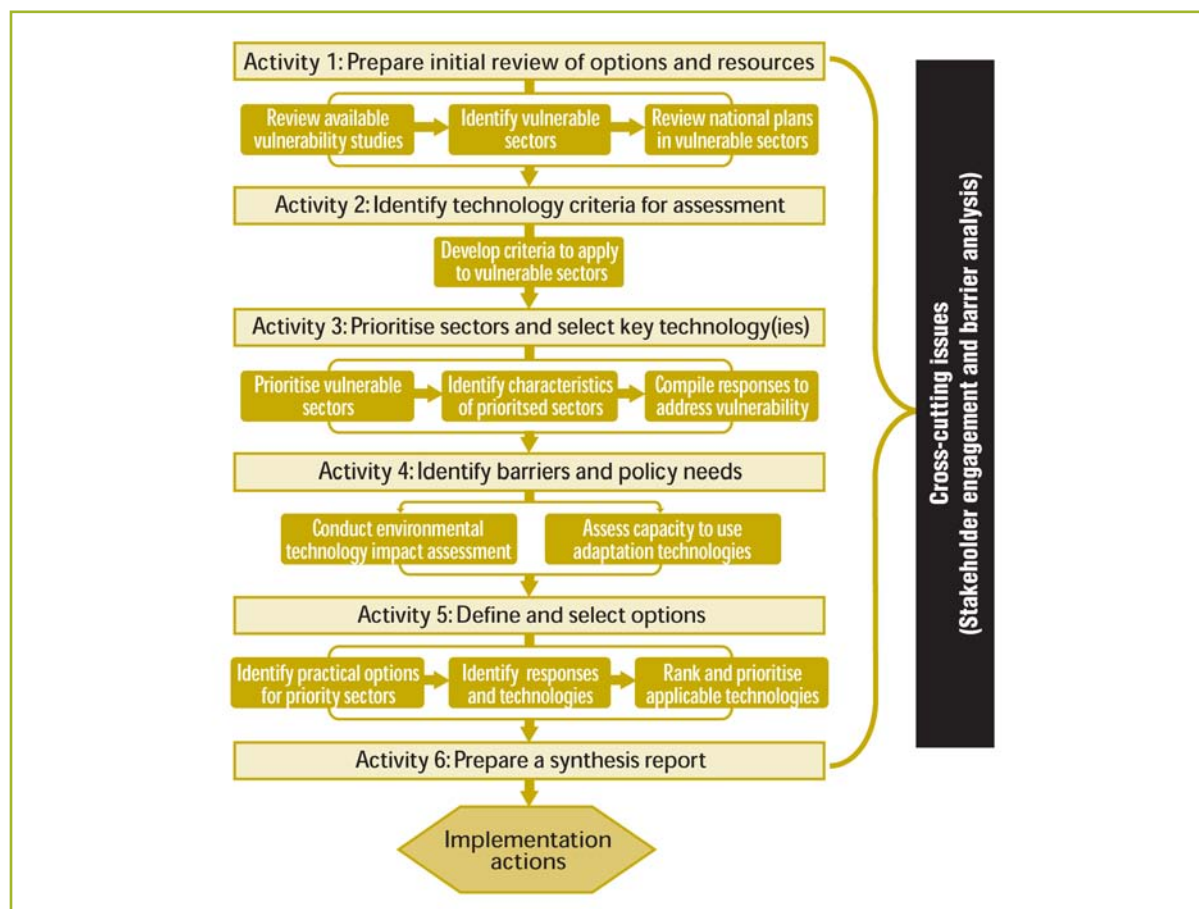 Activity 1: Prepare initial review of options and resources
Review available
vulnerability studies
Identify vulnerable
sectors
Review national plans
in vulnerable sectors
Activity 2: Identify technology criteria for assessment
Develop criteria to apply
to vulnerable sectors
Activity 3: Prioritise sectors and select key technology(ies)
Prioritise vulnerable
sectors
Identify characteristics
of prioritsed sectors
Compile responses to
address vulnerability
Activity 4: Identify barriers and policy needs
Conduct environmental
technology impact assessment
Assess capacity to use
adaptation technologies
Activity 5: Define and select options
Identify practical options
for priority sectors
Identify responses
and technologies
Rank and prioritise
applicable technologies
Activity 6: Prepare a synthesis report
Implementation
actions
Cross-cutting issues
(Stakeholder engagement and barrier analysis)